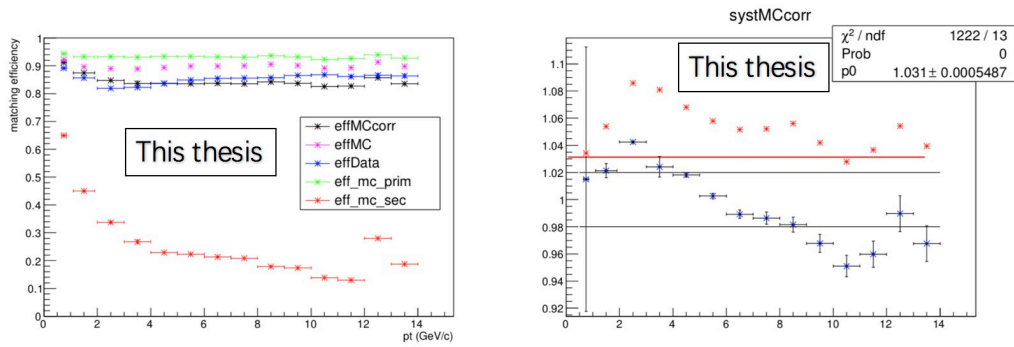 systMCcorr
χ² / ndf 1222 / 13
Prob 0
p0 1.031 ± 0.0005487
This thesis
matching efficiency
1
0.9
0.8
0.7
0.6
0.5
0.4
0.3
0.2
0.1
0
0 2 4 6 8 10 12 14
pt (GeV/c)
This thesis
effMCcorr
effMC
effData
eff_mc_prim
eff_mc_sec
1.1
1.08
1.06
1.04
1.02
1
0.98
0.96
0.94
0.92
0 2 4 6 8 10 12 14